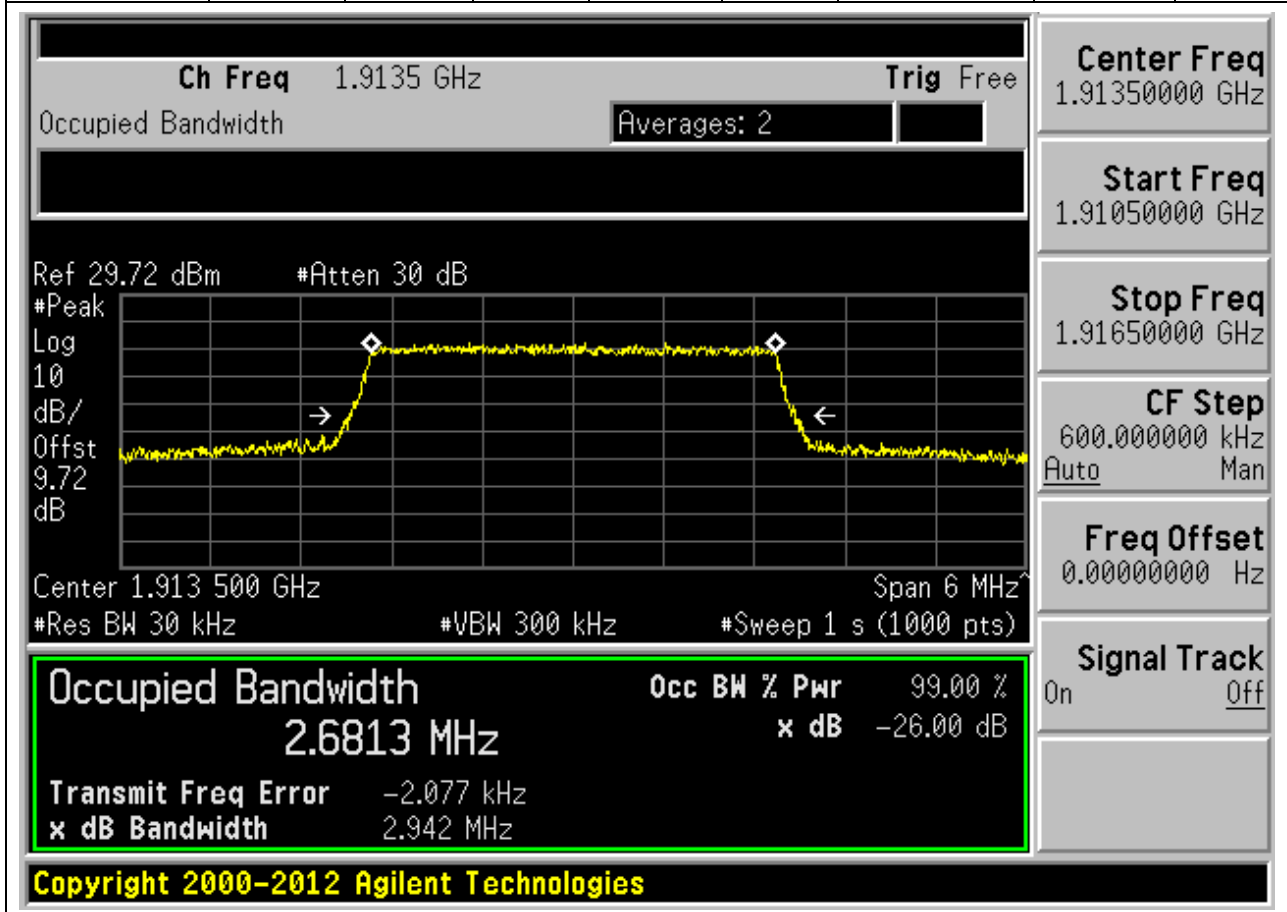 Ch Freq 1.9135 GHz Trig Free
Occupied Bandwidth Averages: 2
Ref 29.72 dBm #Atten 30 dB
#Peak
Log
10
dB/
Offst
9.72
dB
Center 1.913 500 GHz Span 6 MHz^
#Res BW 30 kHz #VBW 300 kHz #Sweep 1 s (1000 pts)
Occupied Bandwidth Occ BW % Pwr 99.00 %
2.6813 MHz x dB -26.00 dB
Transmit Freq Error -2.077 kHz
x dB Bandwidth 2.942 MHz
Copyright 2000-2012 Agilent Technologies
Center Freq
1.91350000 GHz
Start Freq
1.91050000 GHz
Stop Freq
1.91650000 GHz
CF Step
600.000000 kHz
Auto Man
Freq Offset
0.00000000 Hz
Signal Track
On Off